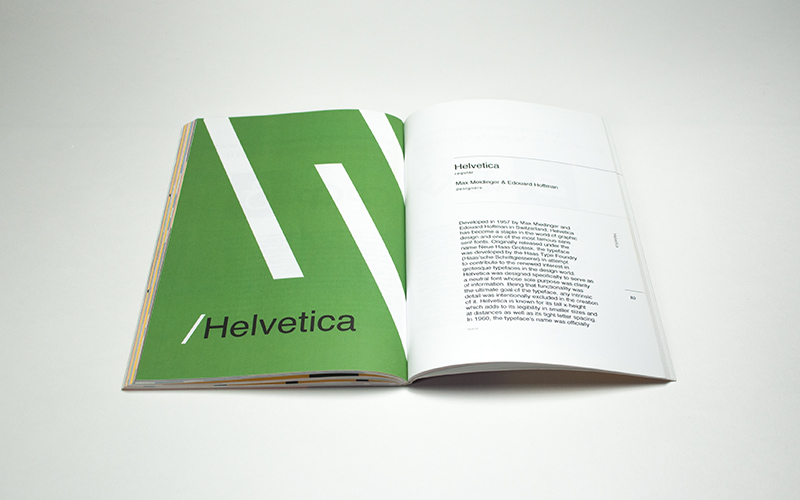 /Helvetica
Helvetica
regular
Max Meidinger & Edouard Huffman
designers
Developed in 1957 by Max Miedinger and
Edouard Hoffman in Switzerland, Helvetica
has become a staple in the world of graphic
design and one of the most famous sans
serif fonts. Originally released under the
name Neue Haas Grotesk, the typeface
was developed by the Haas Type Foundry
(Haas'sche Schriftgiesserei) in attempt
to contribute to the renewed interest in
grotesque typefaces in the design world.
Helvetica was designed specifically to serve as
a neutral font whose sole purpose was clarity
of information. Being that functionality was
the ultimate goal of the typeface, any intrinsic
detail was intentionally excluded in the creation
of it. Helvetica is known for its tall x-height
which adds to its legibility in smaller sizes and
at distances as well as its tight letter spacing.
In 1960, the typeface's name was officially